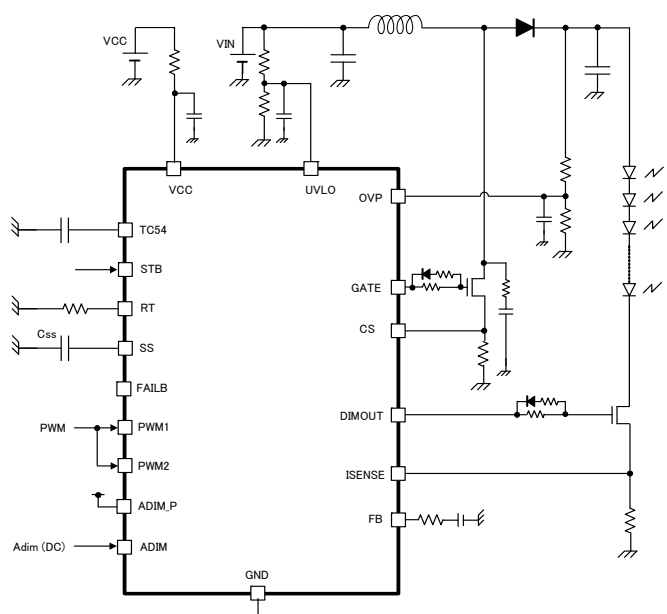 VCC
VIN
VCC
UVLO
OVP
TC54
STB
GATE
RT
CS
Css
SS
FAILB
DIMOUT
PWM
PWM1
PWM2
ISENSE
ADIM_P
FB
Adim (DC)
ADIM
GND